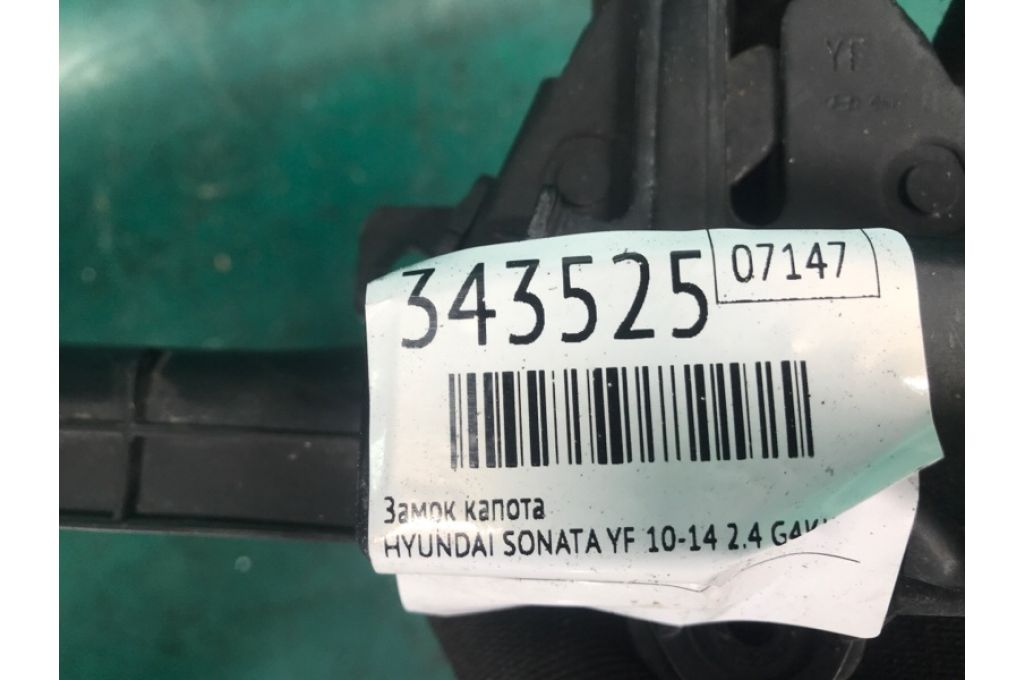 YF
343525
07147
Замок капота
HYUNDAI SONATA YF 10-14 2.4